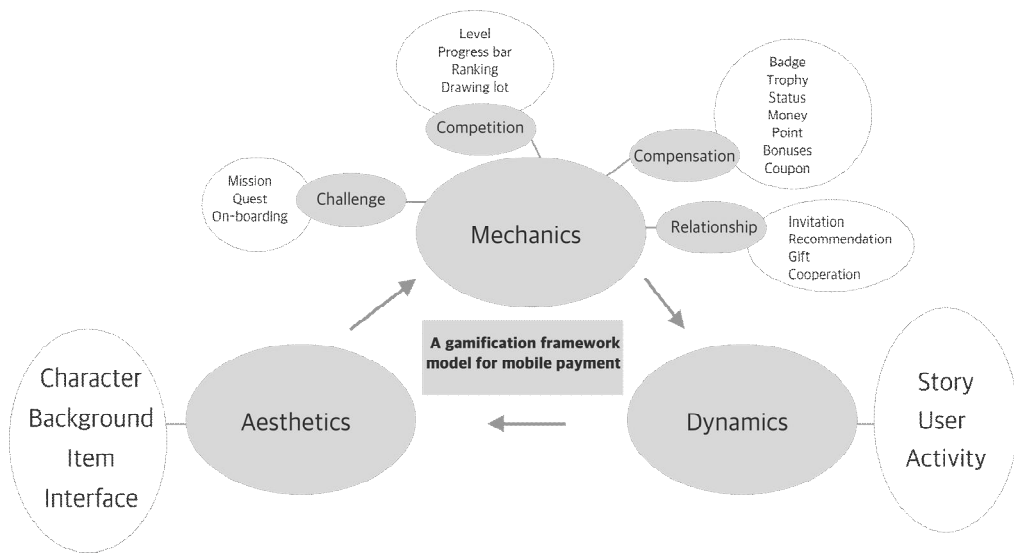 Level
Progress bar
Ranking
Drawing lot
Competition
Badge
Trophy
Status
Money
Point
Bonuses
Coupon
Compensation
Mission
Quest
On-boarding
Challenge
Mechanics
Relationship
Invitation
Recommendation
Gift
Cooperation
A gamification framework
model for mobile payment
Character
Background
Item
Interface
Aesthetics
Dynamics
Story
User
Activity